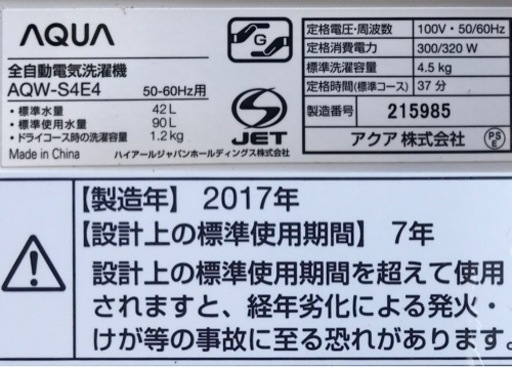 AQUA
全自動電気洗濯機
AQW-S4E4 50-60Hz用
・標準水量 42L
・標準使用水量 90L
・ドライコース時の洗濯容量 1.2kg
Made in China ハイアールジャパンホールディングス株式会社
G
S
JET
定格電圧・周波数 100V・50/60Hz
定格消費電力 300/320 W
標準洗濯容量 4.5 kg
定格時間(標準コース) 37 分
製造番号 215985
アクア株式会社
PS
E
【製造年】 2017年
【設計上の標準使用期間】 7年
設計上の標準使用期間を超えて使用
されますと、経年劣化による発火・
けが等の事故に至る恐れがあります。